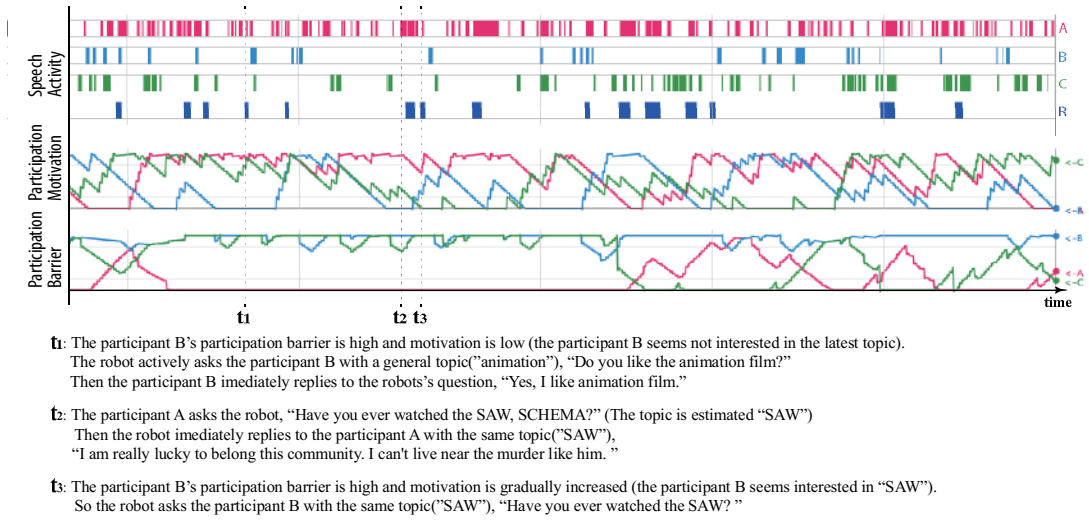 t1
t2 t3
Speech Activity
A
B
C
R
Participation Motivation
<-C
Participation Barrier
<-B
<-A
<-C
t1
t2 t3
time
t1: The participant B's participation barrier is high and motivation is low (the participant B seems not interested in the latest topic).
The robot actively asks the participant B with a general topic("animation"), "Do you like the animation film?"
Then the participant B imediately replies to the robots's question, "Yes, I like animation film."
t2: The participant A asks the robot, "Have you ever watched the SAW, SCHEMA?" (The topic is estimated "SAW")
Then the robot imediately replies to the participant A with the same topic("SAW"),
"I am really lucky to belong this community. I can't live near the murder like him. "
t3: The participant B's participation barrier is high and motivation is gradually increased (the participant B seems interested in "SAW").
So the robot asks the participant B with the same topic("SAW"), "Have you ever watched the SAW? "